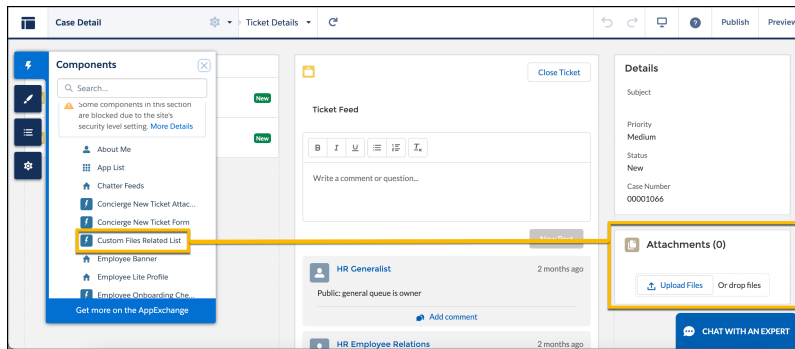 Case Detail
Ticket Details
Publish
Preview
Components
Search...
Some components in this section
are blocked due to the site's
security level setting. More Details
About Me
App List
Chatter Feeds
Concierge New Ticket Attac...
Concierge New Ticket Form
Custom Files Related List
Employee Banner
Employee Lite Profile
Employee Onboarding Che...
Get more on the AppExchange
New
New
Close Ticket
Ticket Feed
B I U
Write a comment or question...
New Post
HR Generalist
2 months ago
Public: general queue is owner
Add comment
HR Employee Relations
2 months ago
Details
Subject
Priority
Medium
Status
New
Case Number
00001066
Attachments (0)
Upload Files Or drop files
CHAT WITH AN EXPERT